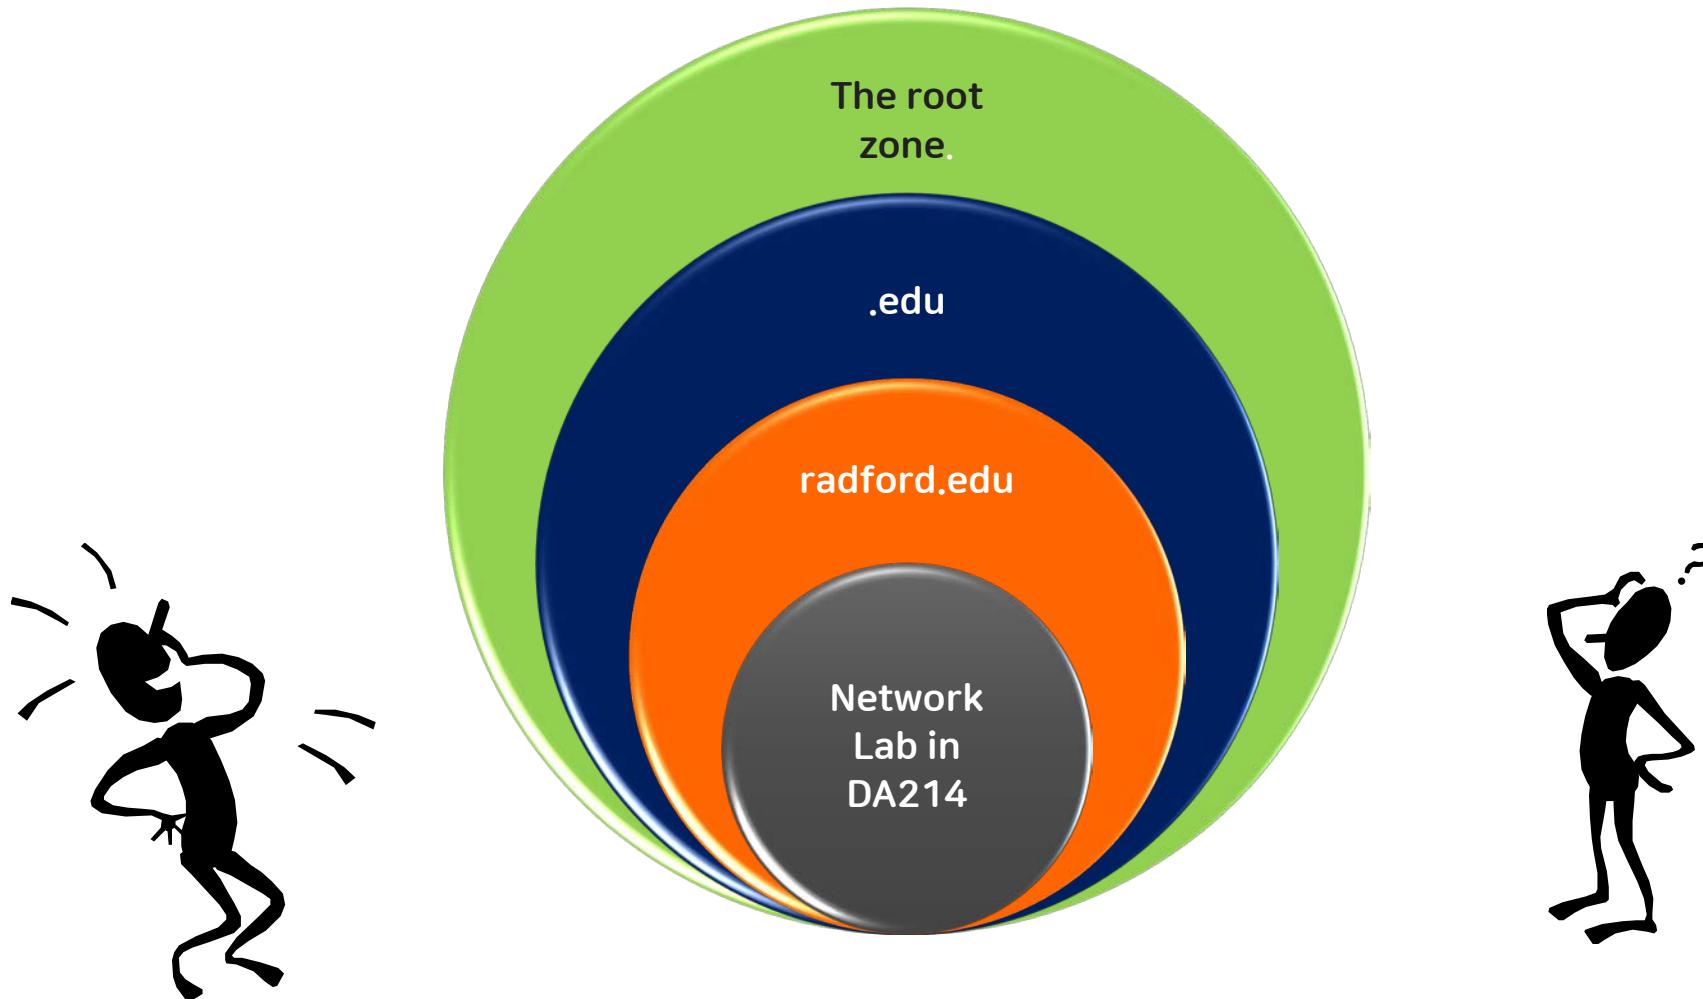 The root
zone.
.edu
radford.edu
Network
Lab in
DA214